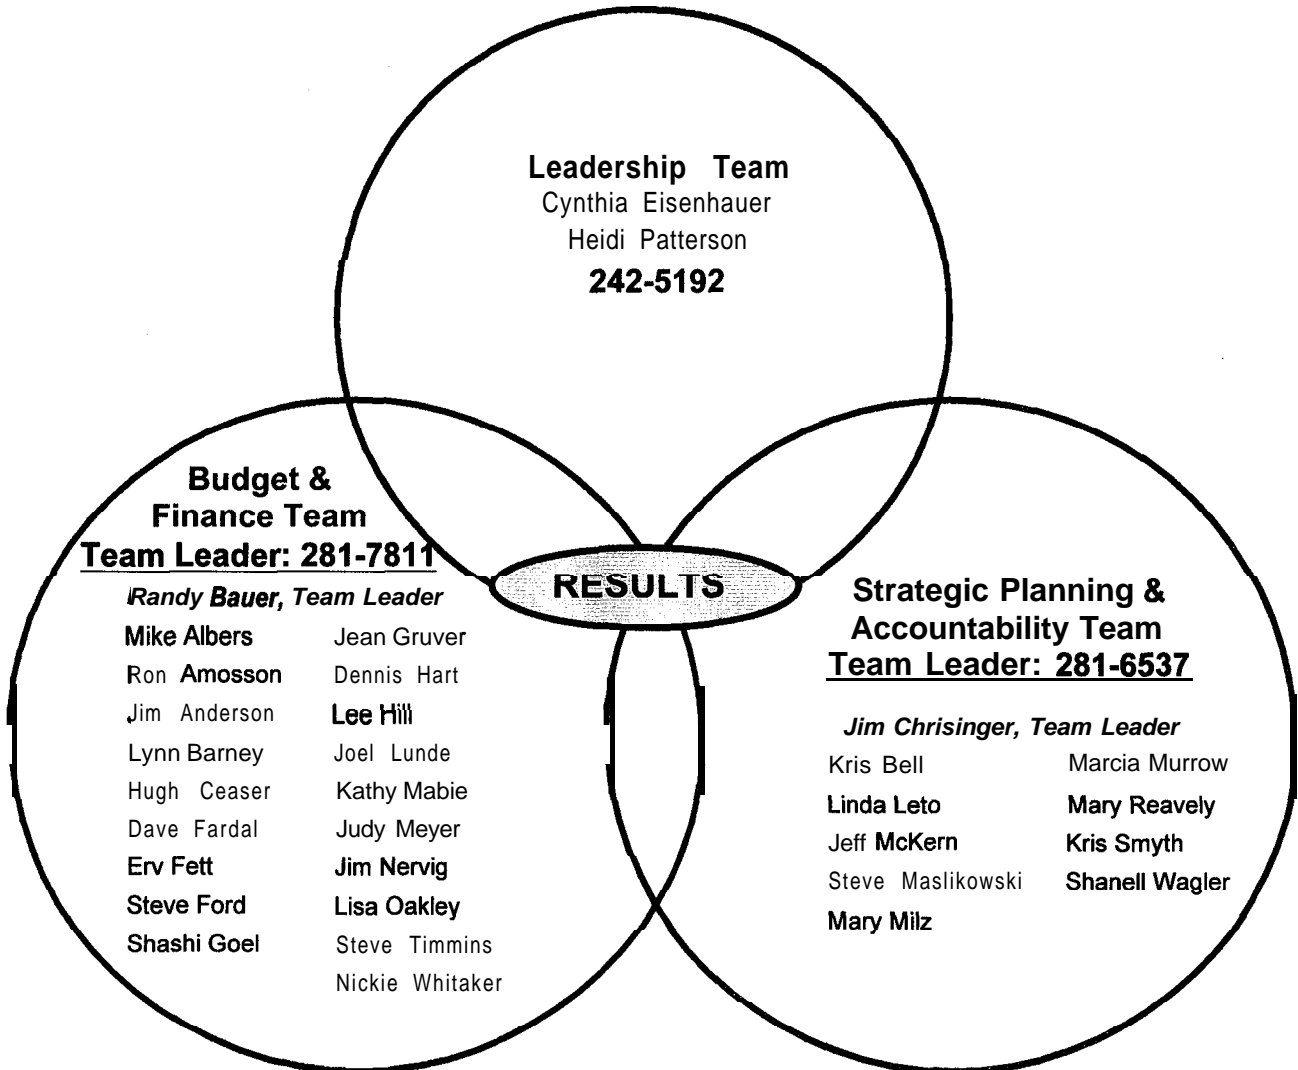 Leadership Team
Cynthia Eisenhauer
Heidi Patterson
242-5192
Budget &
Finance Team
Team Leader: 281-7811
Randy Bauer, Team Leader
Mike Albers
Ron Amosson
Jim Anderson
Lynn Barney
Hugh Ceaser
Dave Fardal
Erv Fett
Steve Ford
Shashi Goel
Jean Gruver
Dennis Hart
Lee Hill
Joel Lunde
Kathy Mabie
Judy Meyer
Jim Nervig
Lisa Oakley
Steve Timmins
Nickie Whitaker
RESULTS
Strategic Planning &
Accountability Team
Team Leader: 281-6537
Jim Chrisinger, Team Leader
Kris Bell
Linda Leto
Jeff McKern
Steve Maslikowski
Mary Milz
Marcia Murrow
Mary Reavely
Kris Smyth
Shanell Wagler